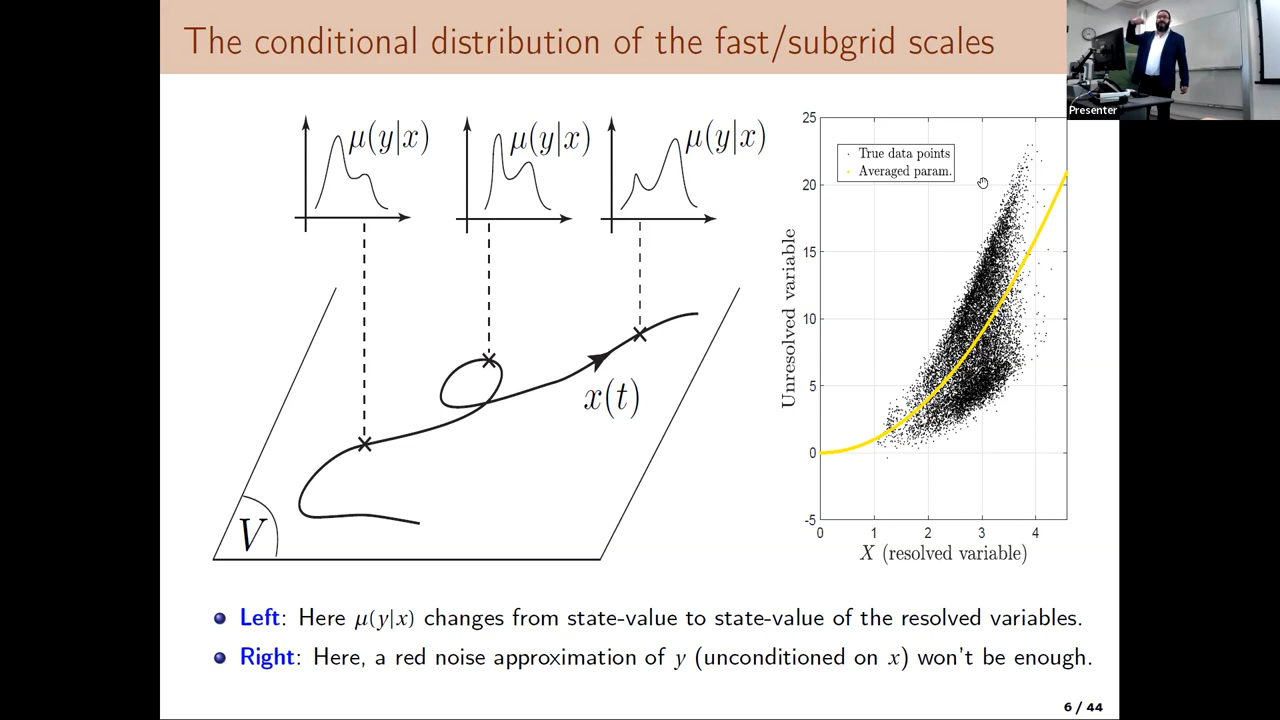 The conditional distribution of the fast/subgrid scales
Presenter
μ(y|x)
μ(y|x)
μ(y|x)
x(t)
V
25
20
15
10
5
0
-5
0 1 2 3 4
Unresolved variable
X (resolved variable)
True data points
Averaged param.
Left: Here μ(y|x) changes from state-value to state-value of the resolved variables.
Right: Here, a red noise approximation of y (unconditioned on x) won't be enough.
6 / 44